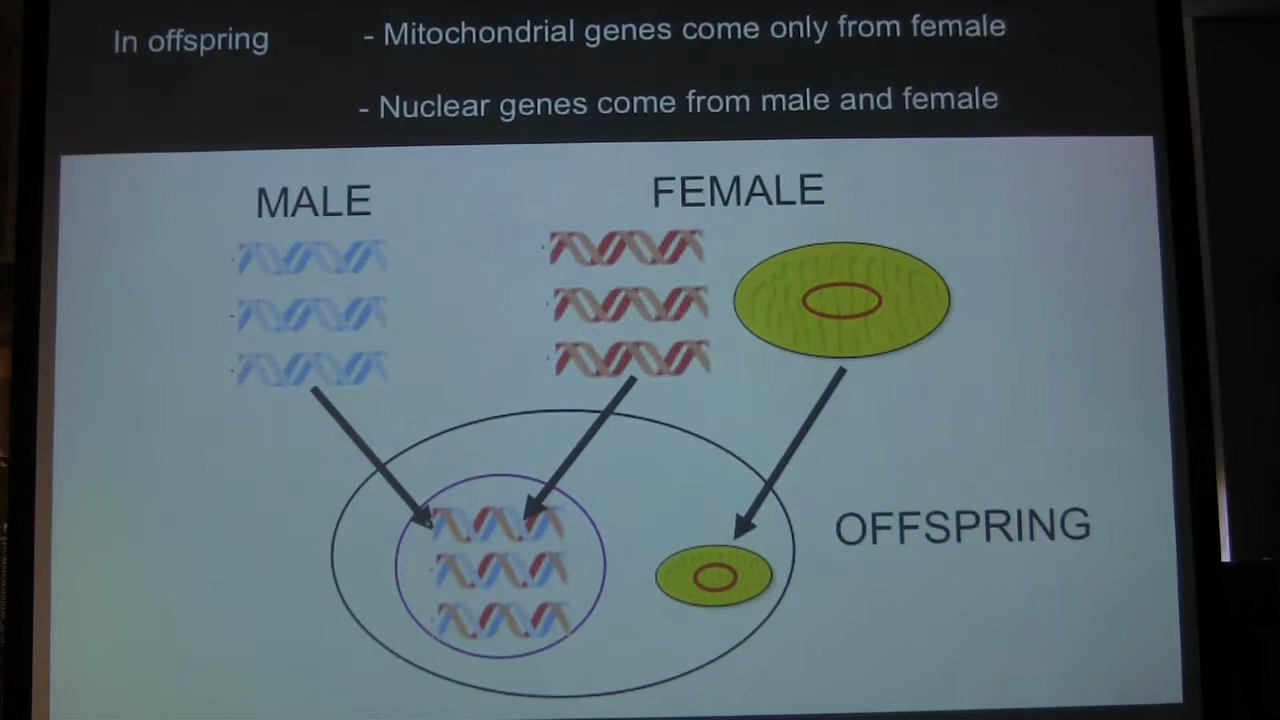 In offspring - Mitochondrial genes come only from female
- Nuclear genes come from male and female
MALE FEMALE
OFFSPRING